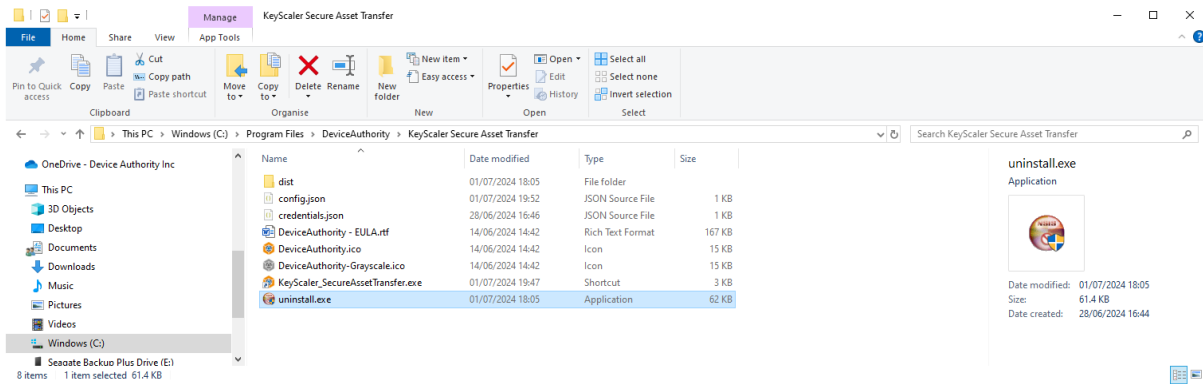 Manage KeyScaler Secure Asset Transfer
File Home Share View App Tools
Pin to Quick access
Copy
Paste
Cut
Copy path
Paste shortcut
Clipboard
Move to
Copy to
Delete
Rename
Organise
New folder
New item
Easy access
New
Properties
Open
Edit
History
Open
Select all
Select none
Invert selection
Select
This PC > Windows (C:) > Program Files > DeviceAuthority > KeyScaler Secure Asset Transfer
Search KeyScaler Secure Asset Transfer
OneDrive - Device Authority Inc
This PC
3D Objects
Desktop
Documents
Downloads
Music
Pictures
Videos
Windows (C:)
Seagate Backup Plus Drive (E:)
Name Date modified Type Size
dist 01/07/2024 18:05 File folder
config.json 01/07/2024 19:52 JSON Source File 1 KB
credentials.json 28/06/2024 16:46 JSON Source File 1 KB
DeviceAuthority - EULA.rtf 14/06/2024 14:42 Rich Text Format 167 KB
DeviceAuthority.ico 14/06/2024 14:42 Icon 15 KB
DeviceAuthority-Grayscale.ico 14/06/2024 14:42 Icon 15 KB
KeyScaler_SecureAssetTransfer.exe 01/07/2024 19:47 Shortcut 3 KB
uninstall.exe 01/07/2024 18:05 Application 62 KB
uninstall.exe
Application
Date modified: 01/07/2024 18:05
Size: 61.4 KB
Date created: 28/06/2024 16:44
8 items 1 item selected 61.4 KB